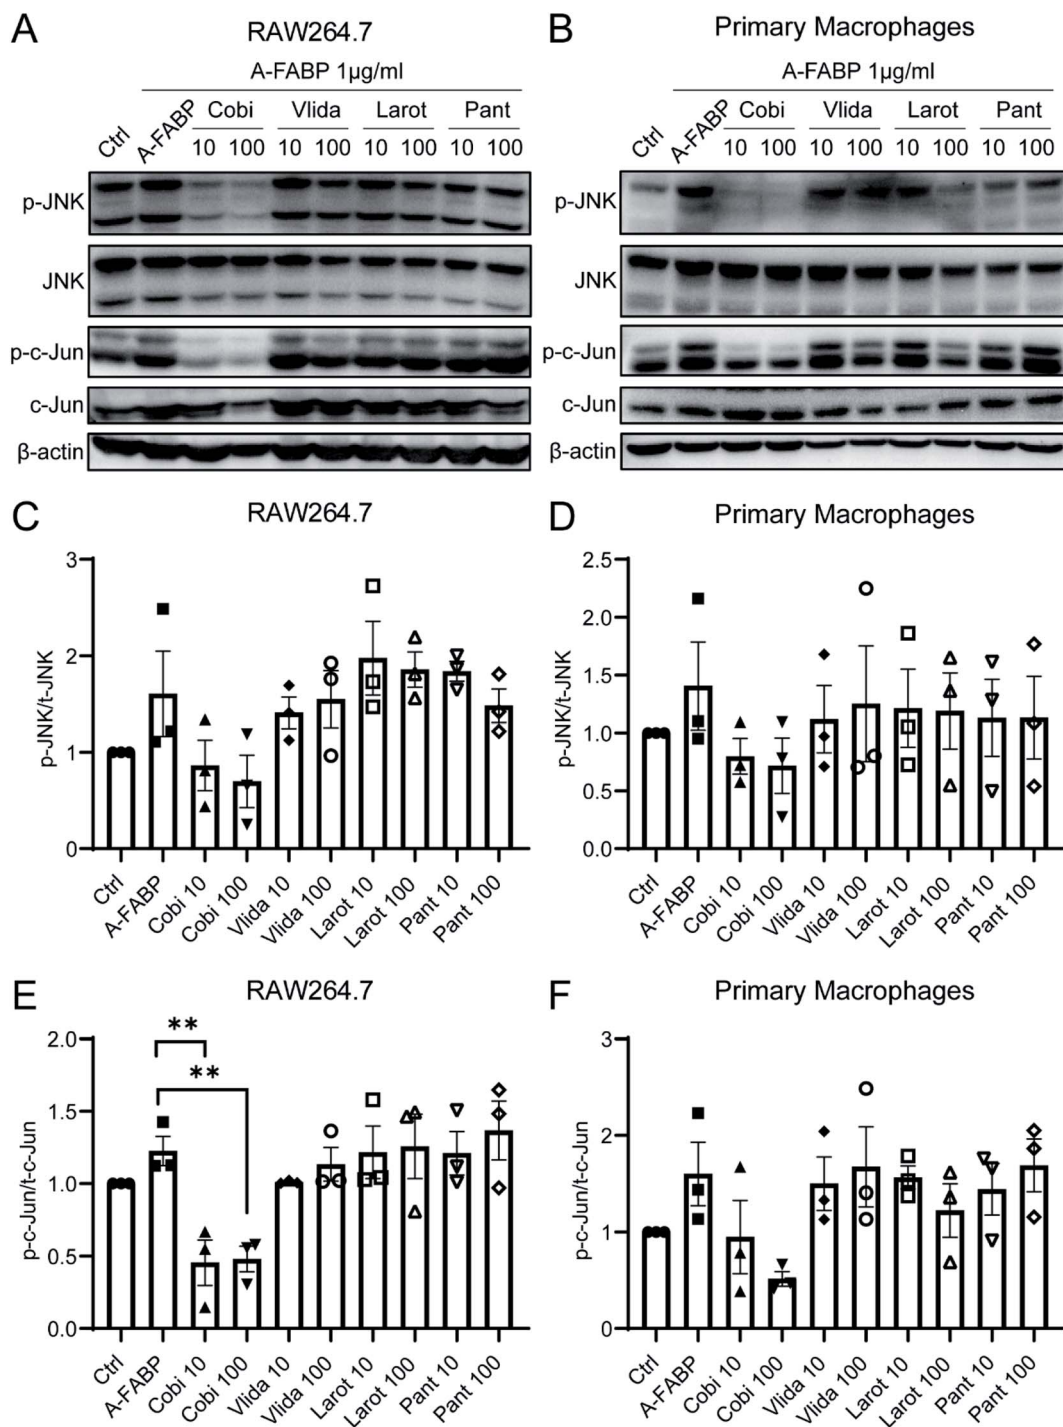 A RAW264.7
A-FABP 1µg/ml
Ctrl A-FABP Cobi Vlida Larot Pant
10 100 10 100 10 100 10 100
p-JNK
JNK
p-c-Jun
c-Jun
β-actin
B Primary Macrophages
A-FABP 1µg/ml
Ctrl A-FABP Cobi Vlida Larot Pant
10 100 10 100 10 100 10 100
p-JNK
JNK
p-c-Jun
c-Jun
β-actin
C RAW264.7
p-JNK/t-JNK
3
2
1
0
Ctrl A-FABP Cobi 10 Cobi 100 Vlida 10 Vlida 100 Larot 10 Larot 100 Pant 10 Pant 100
D Primary Macrophages
p-JNK/t-JNK
2.5
2.0
1.5
1.0
0.5
0.0
Ctrl A-FABP Cobi 10 Cobi 100 Vlida 10 Vlida 100 Larot 10 Larot 100 Pant 10 Pant 100
E RAW264.7
p-c-Jun/t-c-Jun
2.0
1.5
1.0
0.5
0.0
**
**
Ctrl A-FABP Cobi 10 Cobi 100 Vlida 10 Vlida 100 Larot 10 Larot 100 Pant 10 Pant 100
F Primary Macrophages
p-c-Jun/t-c-Jun
3
2
1
0
Ctrl A-FABP Cobi 10 Cobi 100 Vlida 10 Vlida 100 Larot 10 Larot 100 Pant 10 Pant 100